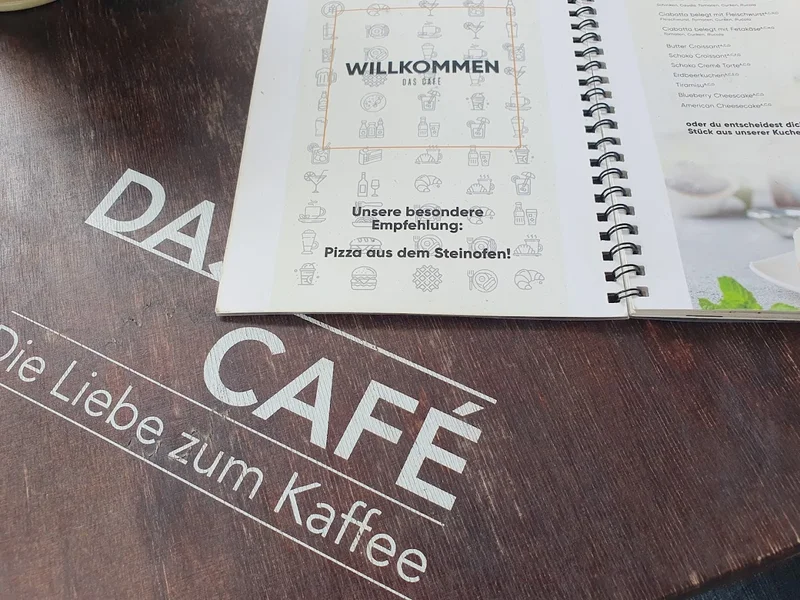 WILLKOMMEN
DAS CAFÉ
Unsere besondere
Empfehlung:
Pizza aus dem Steinofen!
Ciabatta belegt mit Fleischwurst
Ciabatta belegt mit Fetakäse
Butter Croissant
Schoko Croissant
Schoko Creme Torte
Erdbeerkuchen
Tiramisu
Blueberry Cheesecake
American Cheesecake
oder du entscheidest dic
Stück aus unserer Kuche
DAS
CAFÉ
Die Liebe zum Kaffee